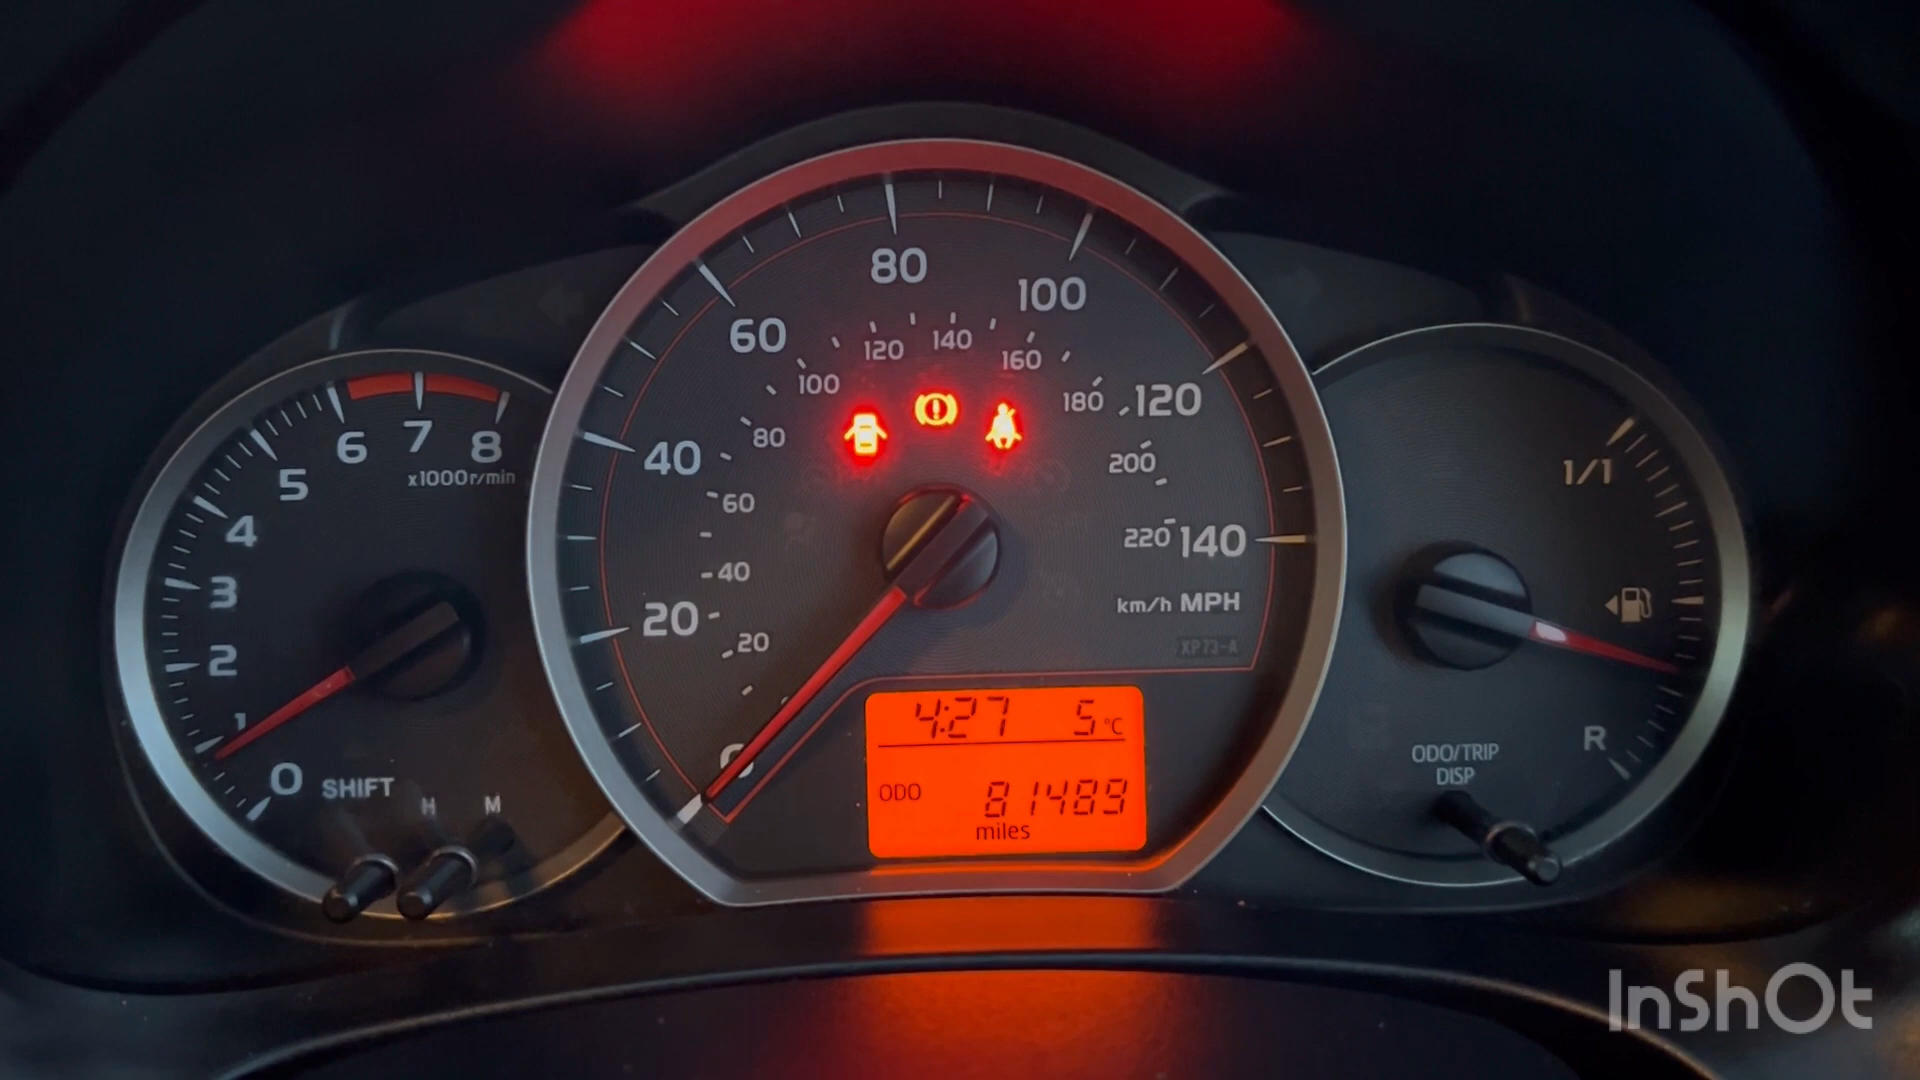 0
1
2
3
4
5
6
7
8
x1000r/min
SHIFT
H M
0
20
40
60
80
100
120
140
20
40
60
80
100
120
140
160
180
200
220
km/h MPH
XP73-A
4:27 5°C
ODO 81489
miles
1/1
R
ODO/TRIP
DISP
InShOt